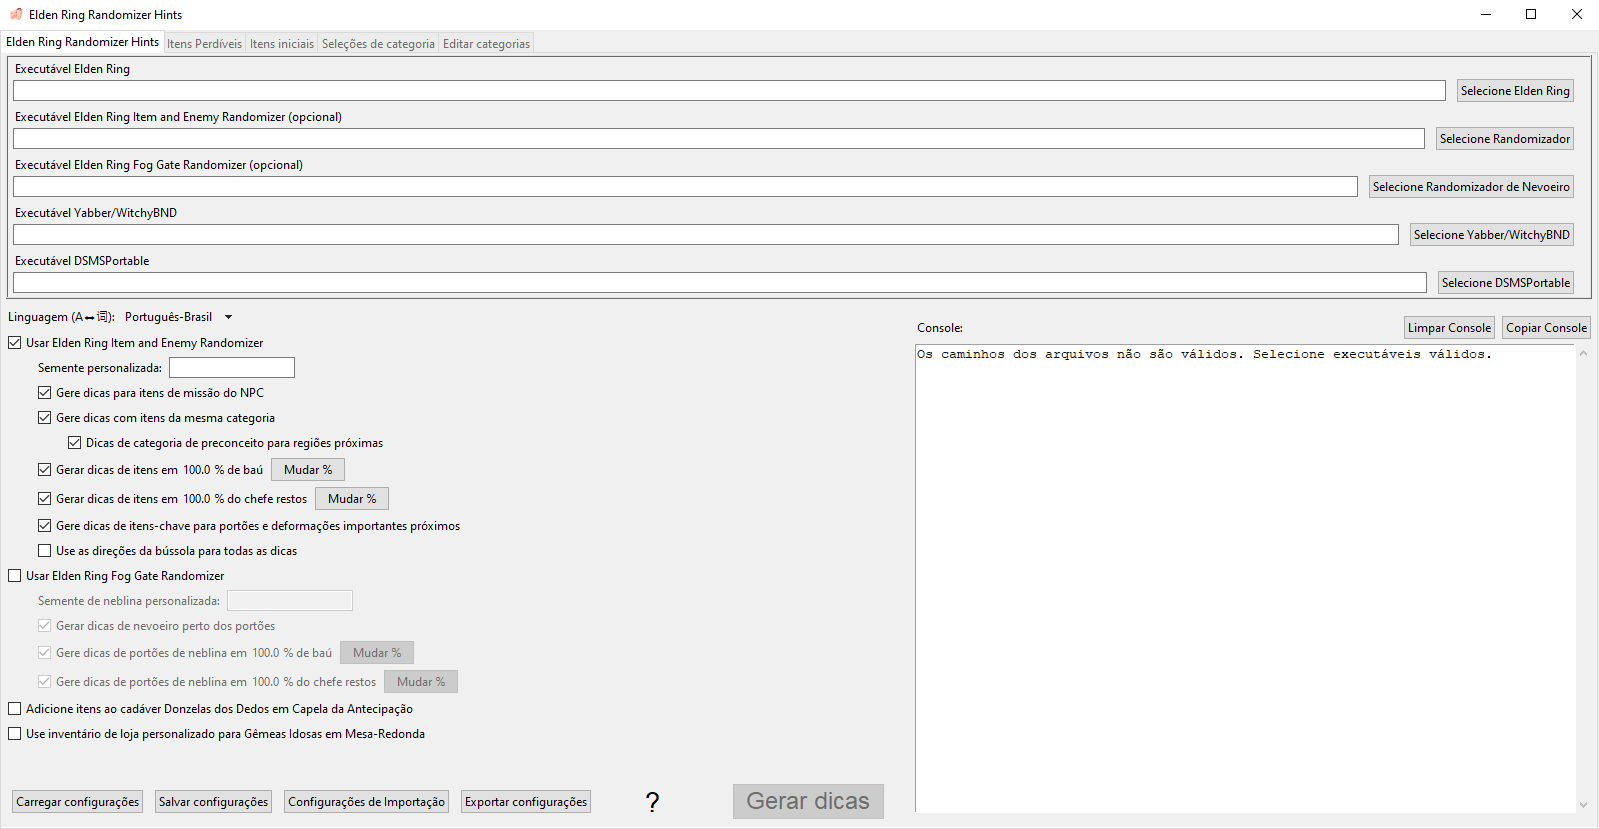 Elden Ring Randomizer Hints
Elden Ring Randomizer Hints Itens Perdíveis Itens iniciais Seleções de categoria Editar categorias
Executável Elden Ring
Selecione Elden Ring
Executável Elden Ring Item and Enemy Randomizer (opcional)
Selecione Randomizador
Executável Elden Ring Fog Gate Randomizer (opcional)
Selecione Randomizador de Nevoeiro
Executável Yabber/WitchyBND
Selecione Yabber/WitchyBND
Executável DSMSPortable
Selecione DSMSPortable
Linguagem (A↔词): Português-Brasil
Usar Elden Ring Item and Enemy Randomizer
Semente personalizada:
Gere dicas para itens de missão do NPC
Gere dicas com itens da mesma categoria
Dicas de categoria de preconceito para regiões próximas
Gerar dicas de itens em 100.0 % de baú Mudar %
Gerar dicas de itens em 100.0 % do chefe restos Mudar %
Gere dicas de itens-chave para portões e deformações importantes próximos
Use as direções da bússola para todas as dicas
Usar Elden Ring Fog Gate Randomizer
Semente de neblina personalizada:
Gerar dicas de nevoeiro perto dos portões
Gere dicas de portões de neblina em 100.0 % de baú Mudar %
Gere dicas de portões de neblina em 100.0 % do chefe restos Mudar %
Adicione itens ao cadáver Donzelas dos Dedos em Capela da Antecipação
Use inventário de loja personalizado para Gêmeas Idosas em Mesa-Redonda
Carregar configurações Salvar configurações Configurações de Importação Exportar configurações ? Gerar dicas
Console: Limpar Console Copiar Console
Os caminhos dos arquivos não são válidos. Selecione executáveis válidos.